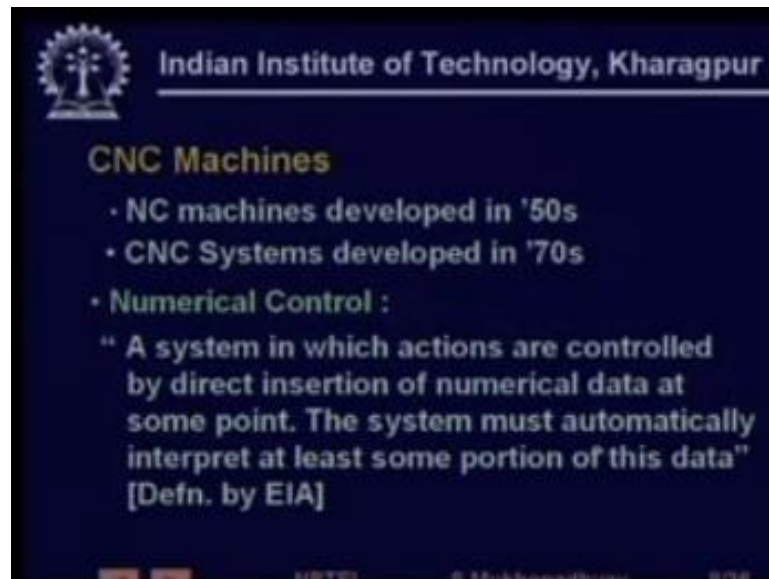 Indian Institute of Technology, Kharagpur
CNC Machines
· NC machines developed in '50s
· CNC Systems developed in '70s
· Numerical Control :
“ A system in which actions are controlled
by direct insertion of numerical data at
some point. The system must automatically
interpret at least some portion of this data”
[Defn. by EIA]